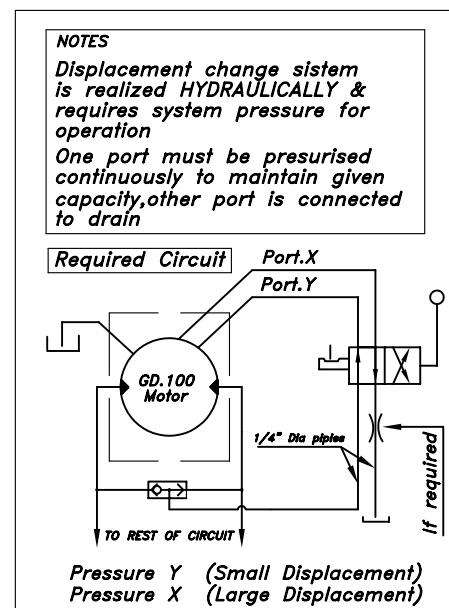 NOTES
Displacement change sistem
is realized HYDRAULICALLY &
requires system pressure for
operation
One port must be presurised
continuously to maintain given
capacity,other port is connected
to drain
Required Circuit
Port.X
Port.Y
GD.100
Motor
1/4" Dia pipies
If required
TO REST OF CIRCUIT
Pressure Y (Small Displacement)
Pressure X (Large Displacement)